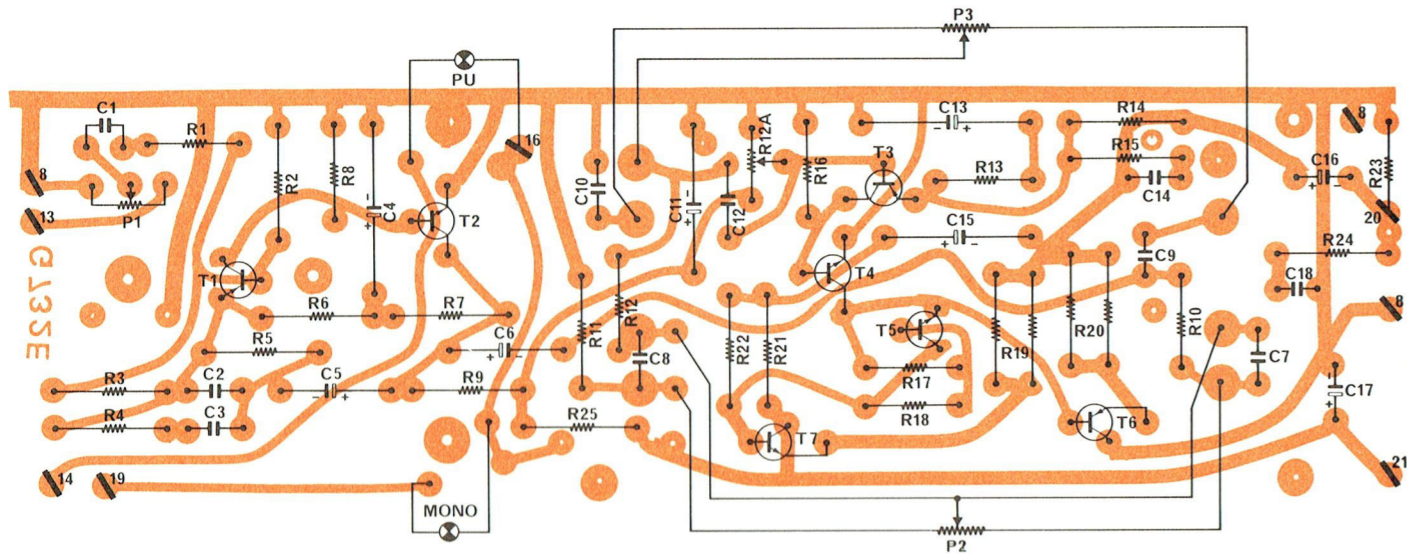 P3
PU
C1
R1
R2
R8
C4
T2
16
C10
C11
C12
R12A
R16
T3
C13
R13
R14
R15
C14
C16
8
R23
20
8
13
P1
G732E
T1
R6
R7
R5
C6
R11
R12
C8
C15
T4
C9
R24
C18
8
R22
R21
T5
R19
R20
R10
C7
R3
C2
C5
R9
R17
C17
R4
C3
R25
R18
T7
T6
14
19
21
MONO
P2